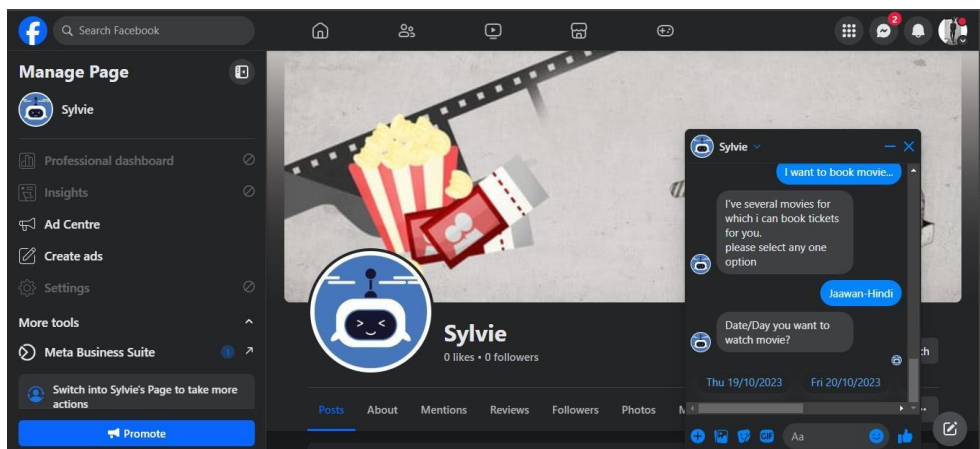 Search Facebook
2
Manage Page
Sylvie
Professional dashboard
Insights
Ad Centre
Create ads
Settings
More tools
Meta Business Suite
1
Switch into Sylvie's Page to take more
actions
Promote
Sylvie
0 likes • 0 followers
Posts
About
Mentions
Reviews
Followers
Photos
Sylvie
I want to book movie...
I've several movies for
which i can book tickets
for you.
please select any one
option
Jaawan-Hindi
Date/Day you want to
watch movie?
Thu 19/10/2023
Fri 20/10/2023
GIF
Aa